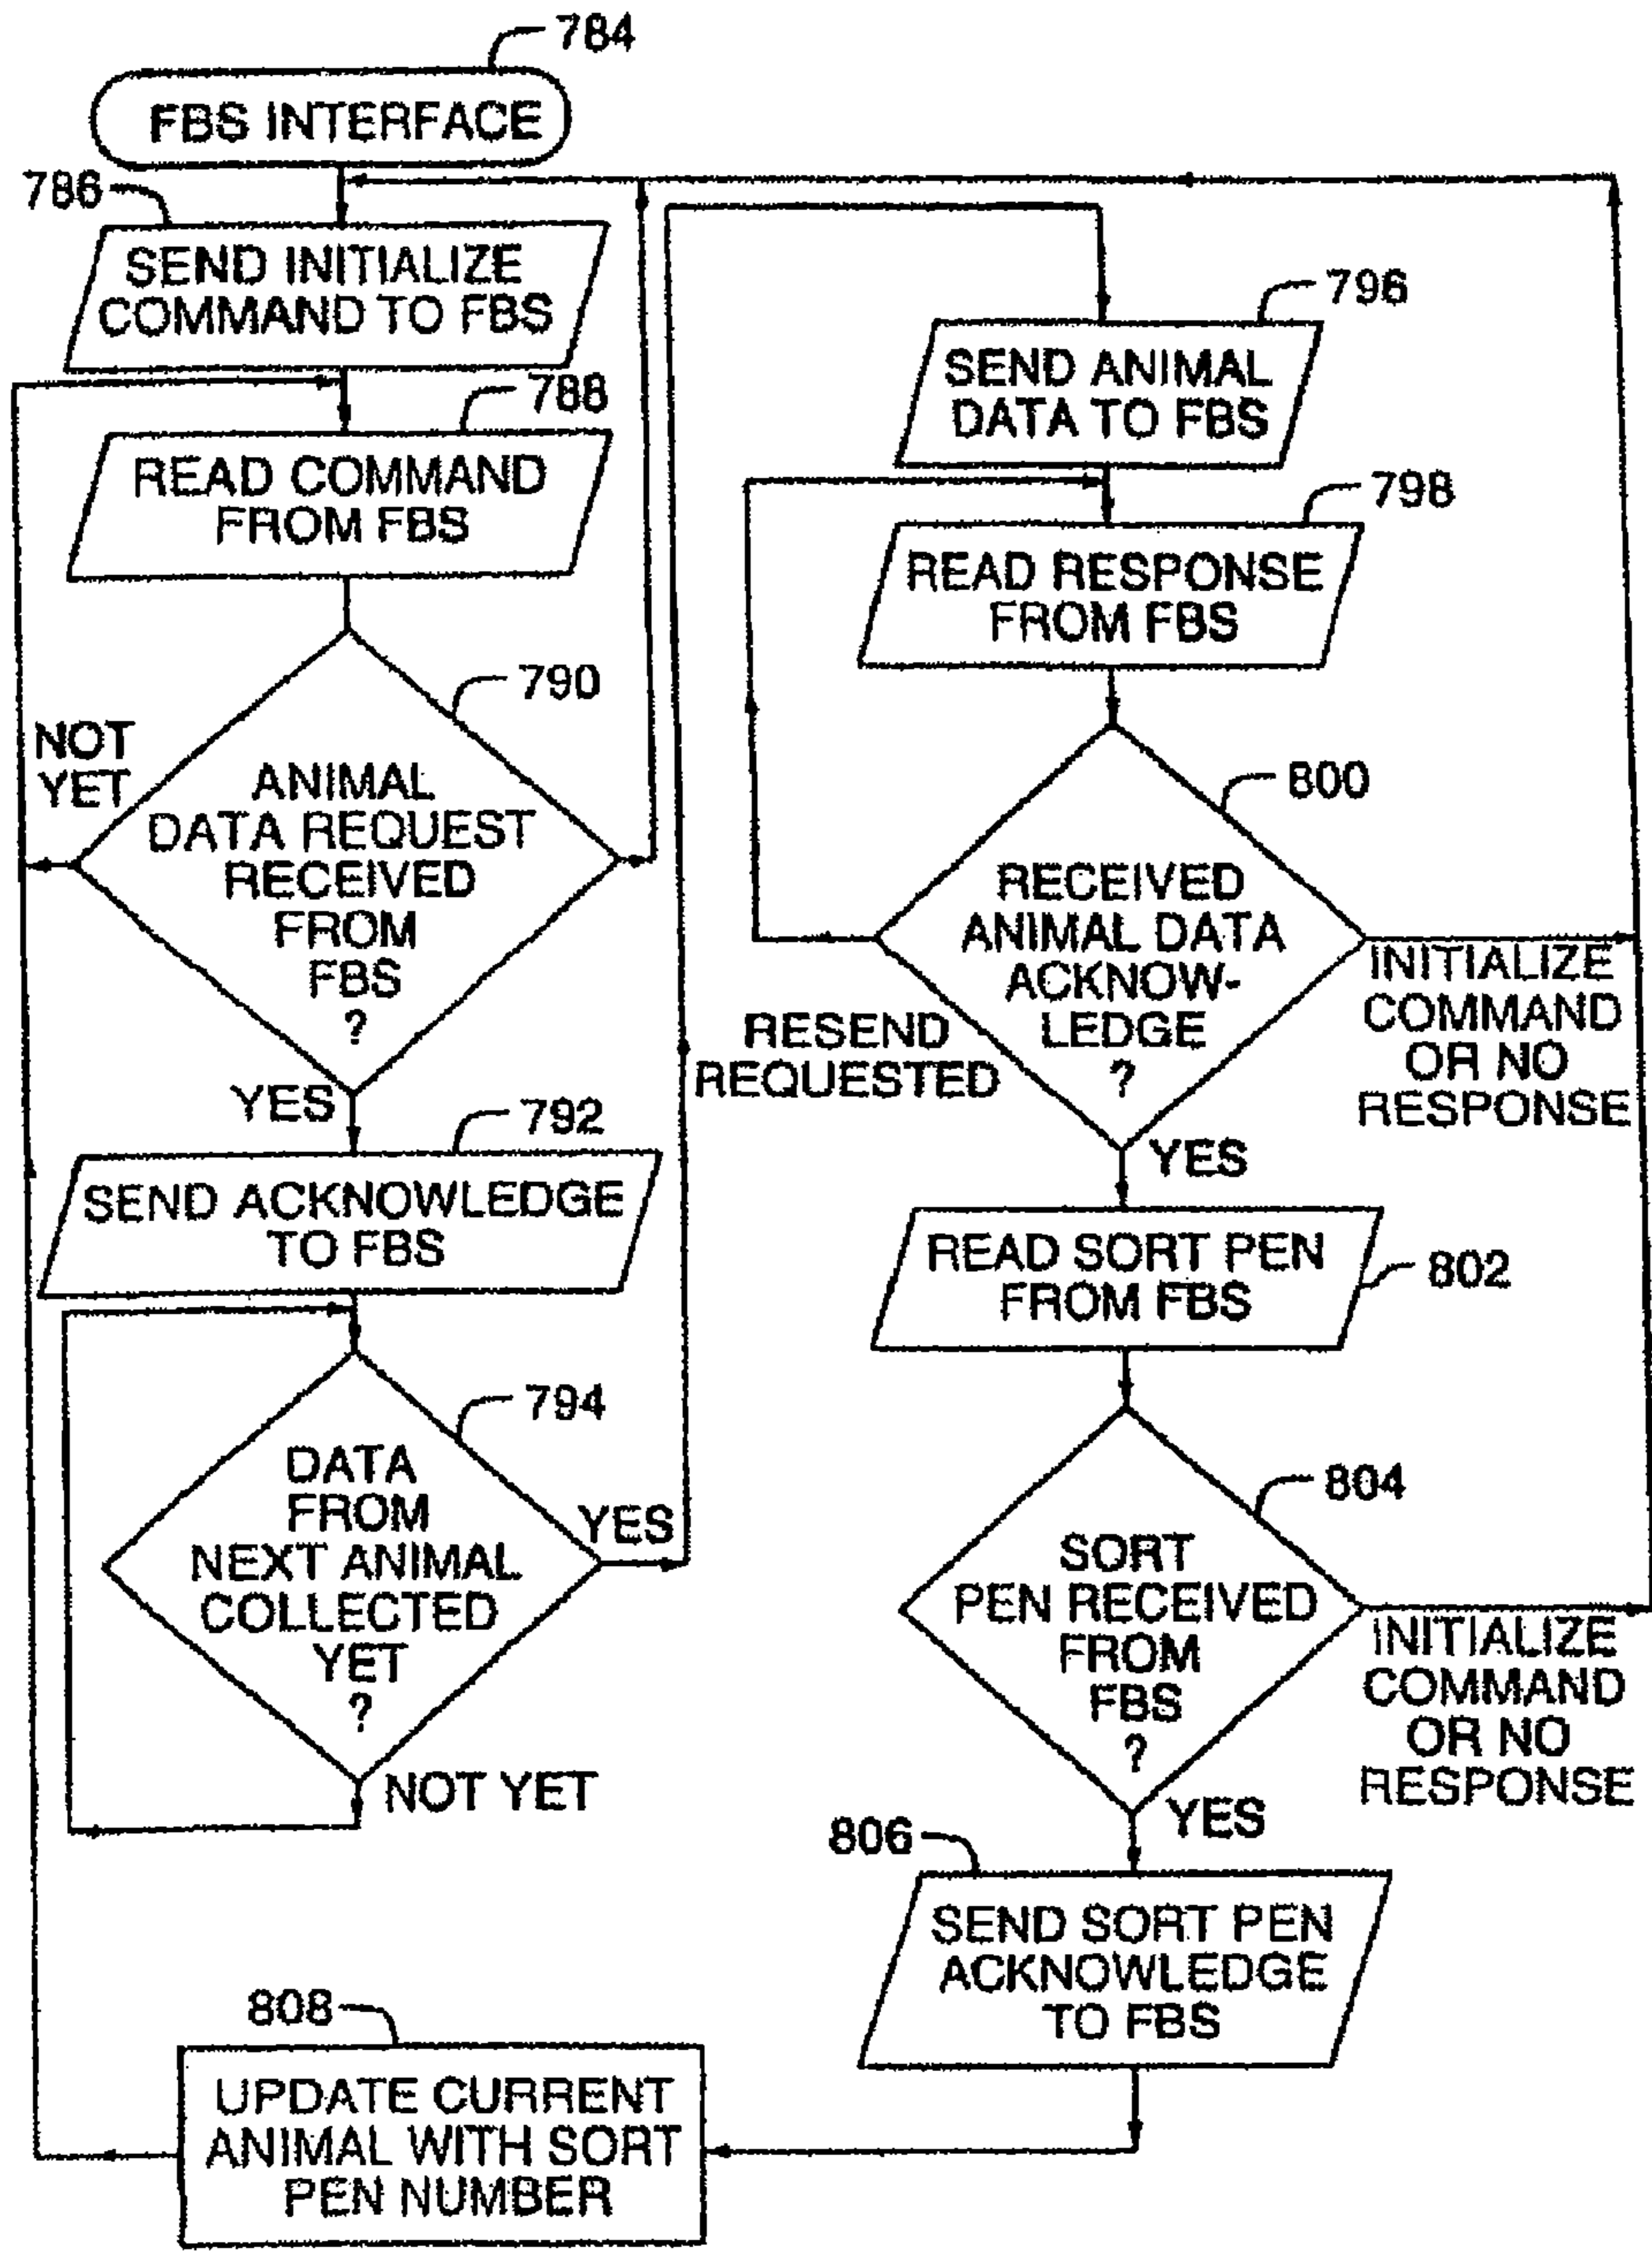 784
FBS INTERFACE
786
SEND INITIALIZE
COMMAND TO FBS
788
READ COMMAND
FROM FBS
790
NOT
YET
ANIMAL
DATA REQUEST
RECEIVED
FROM
FBS
?
YES
792
SEND ACKNOWLEDGE
TO FBS
794
DATA
FROM
NEXT ANIMAL
COLLECTED
YET
?
YES
NOT YET
796
SEND ANIMAL
DATA TO FBS
798
READ RESPONSE
FROM FBS
800
RECEIVED
ANIMAL DATA
ACKNOW-
LEDGE
?
RESEND
REQUESTED
INITIALIZE
COMMAND
OR NO
RESPONSE
YES
READ SORT PEN
FROM FBS
802
804
SORT
PEN RECEIVED
FROM
FBS
?
INITIALIZE
COMMAND
OR NO
RESPONSE
YES
806
SEND SORT PEN
ACKNOWLEDGE
TO FBS
808
UPDATE CURRENT
ANIMAL WITH SORT
PEN NUMBER